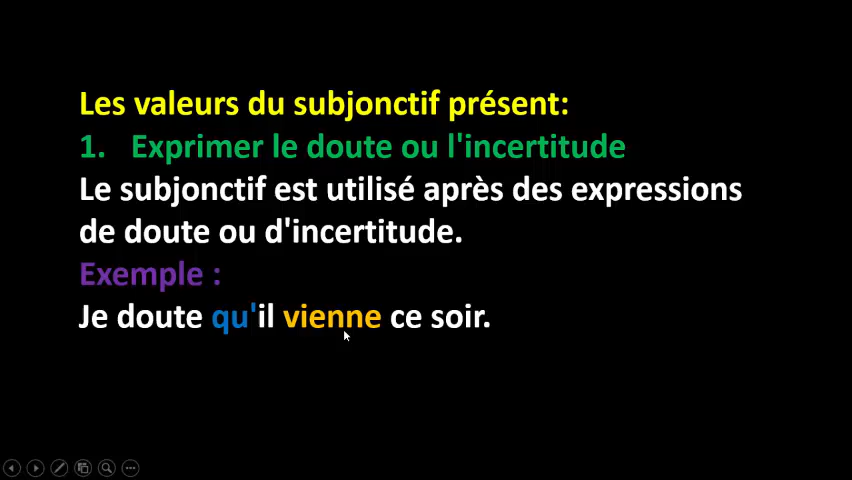 Les valeurs du subjonctif présent:
1. Exprimer le doute ou l'incertitude
Le subjonctif est utilisé après des expressions
de doute ou d'incertitude.
Exemple :
Je doute qu'il vienne ce soir.